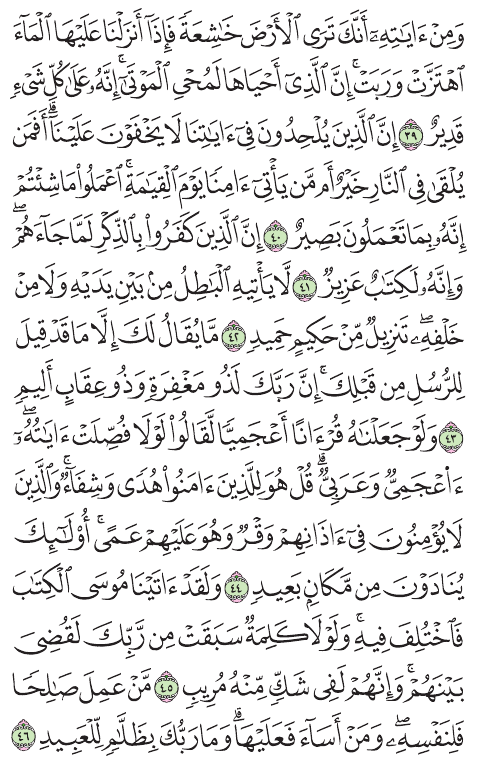 وَمِنْ ءَايَٰتِهِۦٓ أَنَّكَ تَرَى ٱلْأَرْضَ خَٰشِعَةً فَإِذَآ أَنزَلْنَا عَلَيْهَا ٱلْمَآءَ
ٱهْتَزَّتْ وَرَبَتْ ۚ إِنَّ ٱلَّذِىٓ أَحْيَاهَا لَمُحْىِ ٱلْمَوْتَىٰٓ ۚ إِنَّهُۥ عَلَىٰ كُلِّ شَىْءٍ
قَدِيرٌ ٣٩ إِنَّ ٱلَّذِينَ يُلْحِدُونَ فِىٓ ءَايَٰتِنَا لَا يَخْفَوْنَ عَلَيْنَآ ۗ أَفَمَن
يُلْقَىٰ فِى ٱلنَّارِ خَيْرٌ أَم مَّن يَأْتِىٓ ءَامِنًا يَوْمَ ٱلْقِيَٰمَةِ ۚ ٱعْمَلُوا۟ مَا شِئْتُمْ ۖ
إِنَّهُۥ بِمَا تَعْمَلُونَ بَصِيرٌ ٤٠ إِنَّ ٱلَّذِينَ كَفَرُوا۟ بِٱلذِّكْرِ لَمَّا جَآءَهُمْ ۖ
وَإِنَّهُۥ لَكِتَٰبٌ عَزِيزٌ ٤١ لَّا يَأْتِيهِ ٱلْبَٰطِلُ مِنۢ بَيْنِ يَدَيْهِ وَلَا مِنْ
خَلْفِهِۦ ۖ تَنزِيلٌ مِّنْ حَكِيمٍ حَمِيدٍ ٤٢ مَّا يُقَالُ لَكَ إِلَّا مَا قَدْ قِيلَ
لِلرُّسُلِ مِن قَبْلِكَ ۚ إِنَّ رَبَّكَ لَذُو مَغْفِرَةٍ وَذُو عِقَابٍ أَلِيمٍ
٤٣ وَلَوْ جَعَلْنَٰهُ قُرْءَانًا أَعْجَمِيًّا لَّقَالُوا۟ لَوْلَا فُصِّلَتْ ءَايَٰتُهُۥٓ ۖ
ءَا۬عْجَمِىٌّ وَعَرَبِىٌّ ۗ قُلْ هُوَ لِلَّذِينَ ءَامَنُوا۟ هُدًى وَشِفَآءٌ ۖ وَٱلَّذِينَ
لَا يُؤْمِنُونَ فِىٓ ءَاذَانِهِمْ وَقْرٌ وَهُوَ عَلَيْهِمْ عَمًى ۚ أُو۟لَٰٓئِكَ
يُنَادَوْنَ مِن مَّكَانٍۭ بَعِيدٍ ٤٤ وَلَقَدْ ءَاتَيْنَا مُوسَى ٱلْكِتَٰبَ
فَٱخْتُلِفَ فِيهِ ۗ وَلَوْلَا كَلِمَةٌ سَبَقَتْ مِن رَّبِّكَ لَقُضِىَ
بَيْنَهُمْ ۚ وَإِنَّهُمْ لَفِى شَكٍّ مِّنْهُ مُرِيبٍ ٤٥ مَّنْ عَمِلَ صَٰلِحًا
فَلِنَفْسِهِۦ ۖ وَمَنْ أَسَآءَ فَعَلَيْهَا ۗ وَمَا رَبُّكَ بِظَلَّٰمٍ لِّلْعَبِيدِ ٤٦